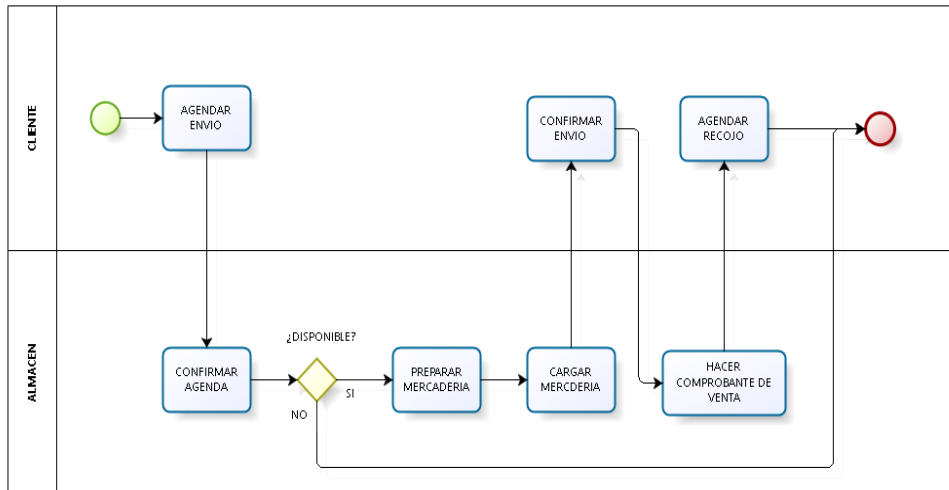 CLIENTE
AGENDAR
ENVIO
CONFIRMAR
ENVIO
AGENDAR
RECOJO
ALMACEN
CONFIRMAR
AGENDA
¿DISPONIBLE?
SI
NO
PREPARAR
MERCADERIA
CARGAR
MERCDERIA
HACER
COMPROBANTE DE
VENTA